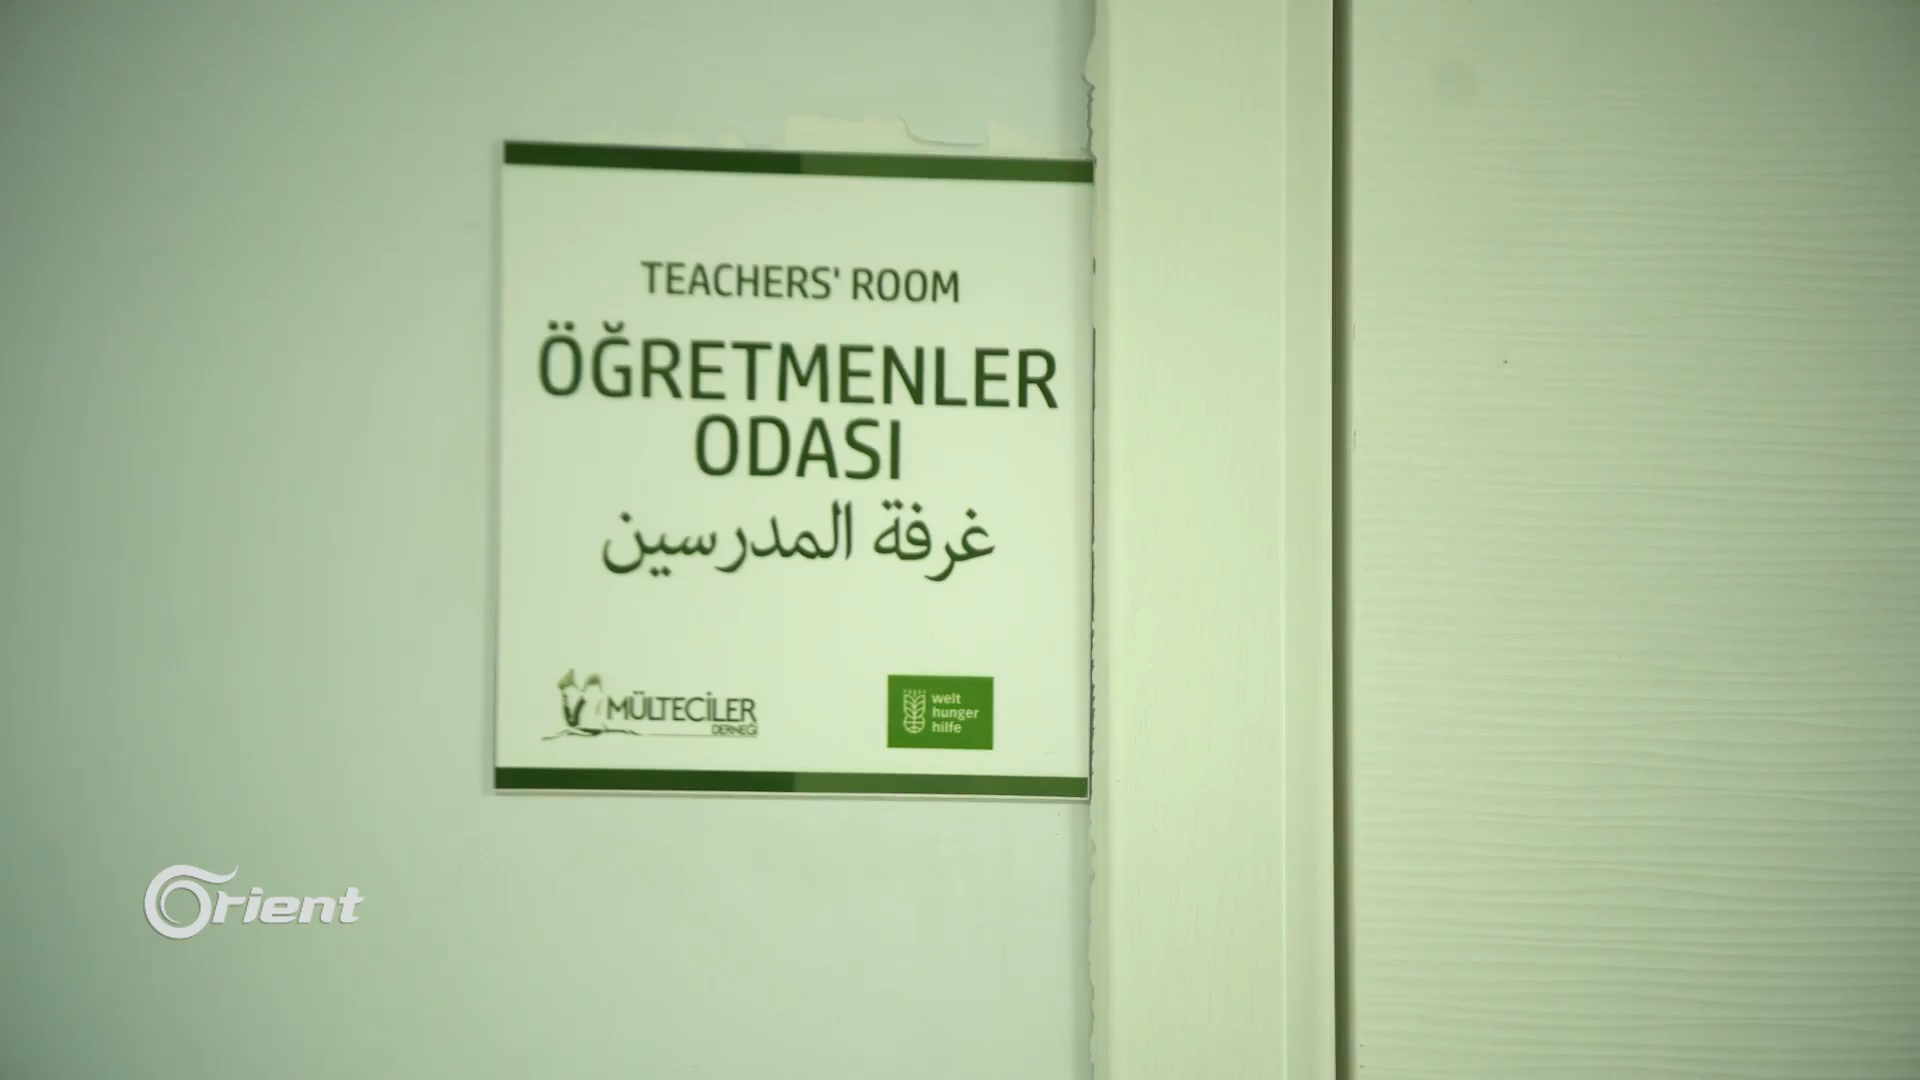 TEACHERS' ROOM
ÖĞRETMENLER
ODASI
غرفة المدرسين
MÜLTECİLER
DERNEĞİ
welt
hunger
hilfe
Orient